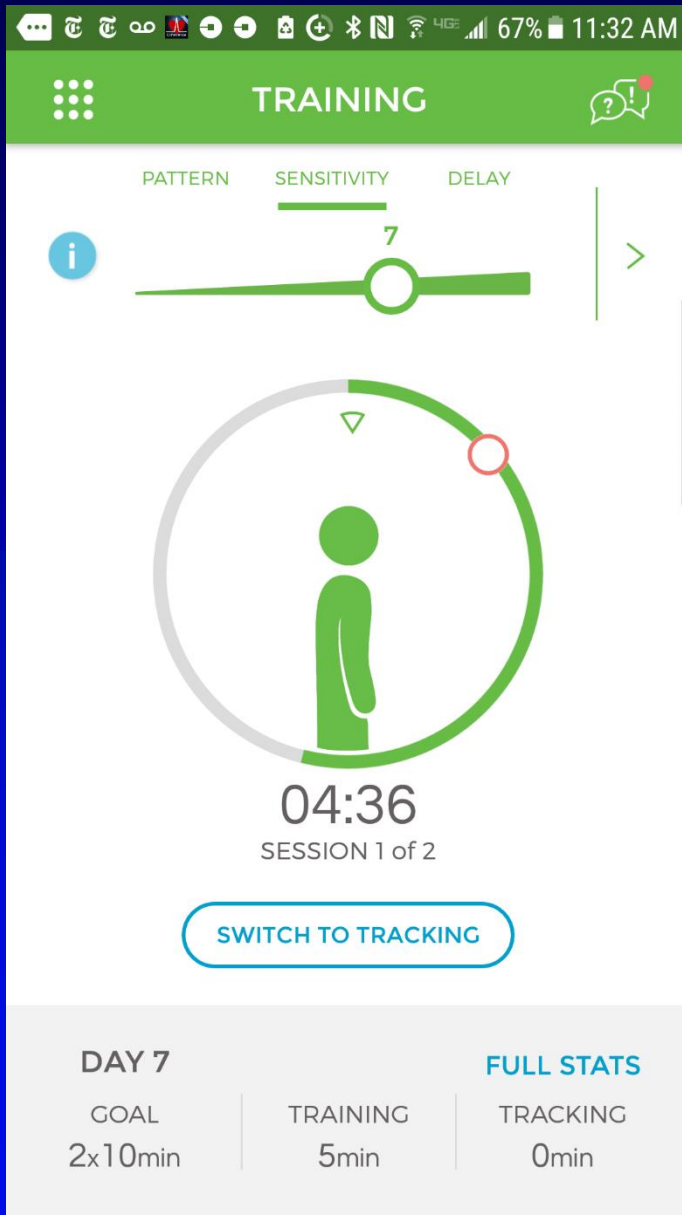 4GE 67% 11:32 AM
TRAINING
PATTERN SENSITIVITY DELAY
7
04:36
SESSION 1 of 2
SWITCH TO TRACKING
DAY 7 FULL STATS
GOAL TRAINING TRACKING
2x10min 5min 0min